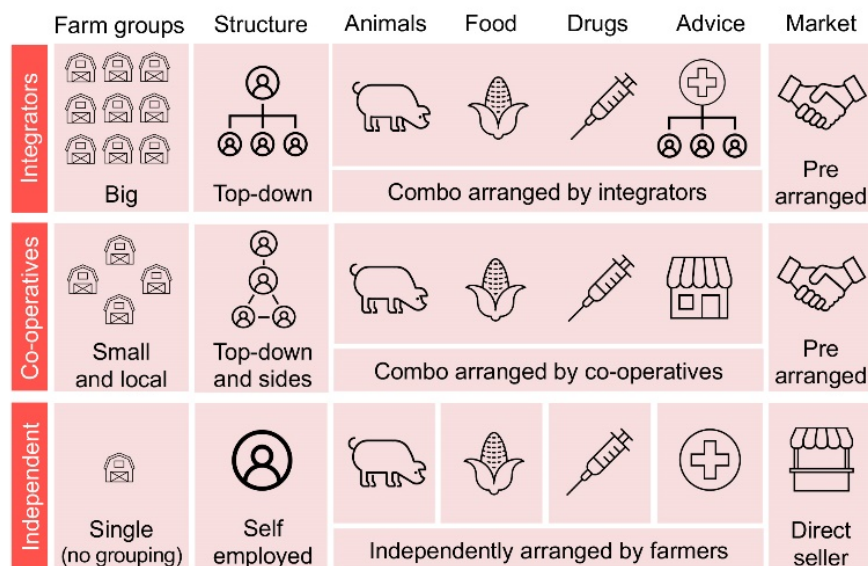 Farm groups Structure Animals Food Drugs Advice Market
Integrators
Big
Top-down
Combo arranged by integrators
Pre
arranged
Co-operatives
Small
and local
Top-down
and sides
Combo arranged by co-operatives
Pre
arranged
Independent
Single
(no grouping)
Self
employed
Independently arranged by farmers
Direct
seller